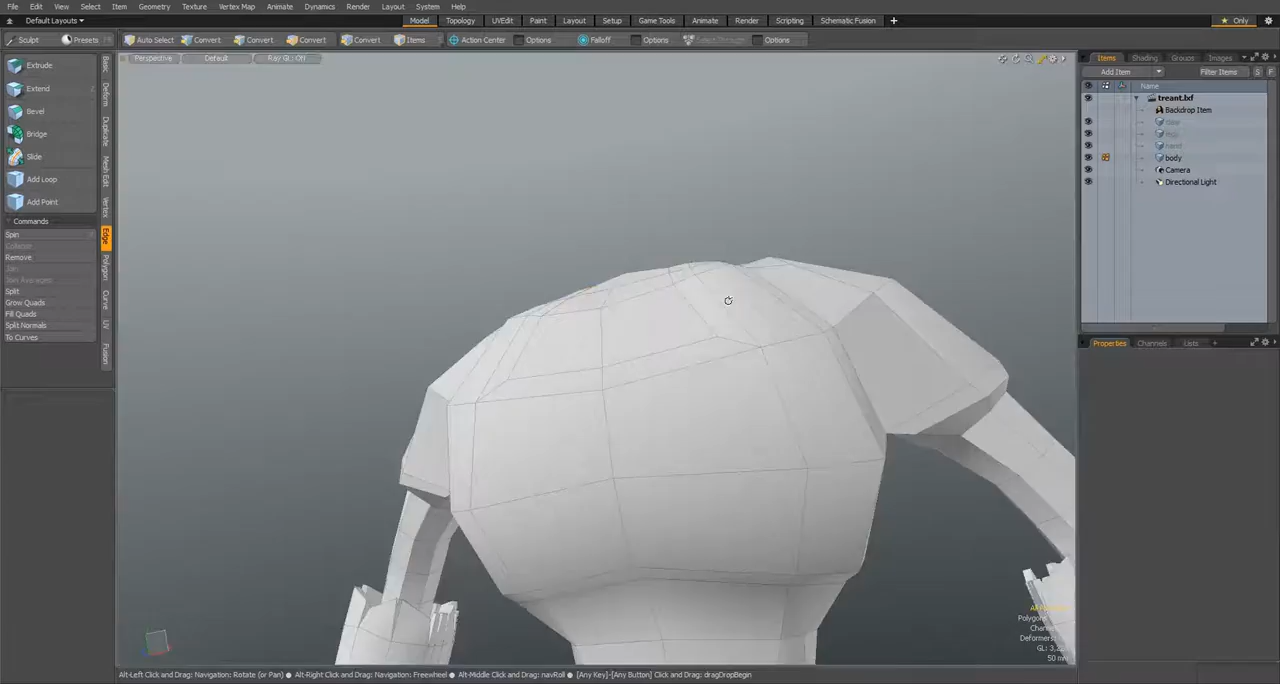 File Edit View Select Item Geometry Texture Vertex Map Animate Dynamics Render Layout System Help
Default Layouts Model Topology UVEdit Paint Layout Setup Game Tools Animate Render Scripting Schematic Fusion + Only
Sculpt Presets Auto Select Convert Convert Convert Convert Items Action Center Options Falloff Options Select Through Options
Perspective Default Ray GL: Off
Items Shading Groups Images
Add Item Filter Items S F
Name
treant.lxf
Backdrop Item
body
Camera
Directional Light
Extrude
Extend
Bevel
Bridge
Slide
Add Loop
Add Point
Commands
Spin
Collapse
Remove
Join
Join Averaged
Split
Grow Quads
Fill Quads
Split Normals
To Curves
Basic
Deform
Duplicate
Mesh Edit
Vertex
Edge
Polygon
Curve
UV
Fusion
Properties Channels Lists +
Polygons
Deformers
50 mm
Alt-Left Click and Drag: Navigation: Rotate (or Pan) ● Alt-Right Click and Drag: Navigation: Freewheel ● Alt-Middle Click and Drag: navRoll ● [Any Key]-[Any Button] Click and Drag: dragDropBegin